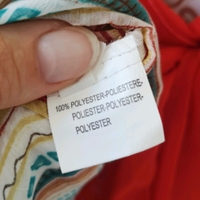 100% POLYESTER-POLIESTERE-
POLIESTER-POLYESTER-
POLYESTER